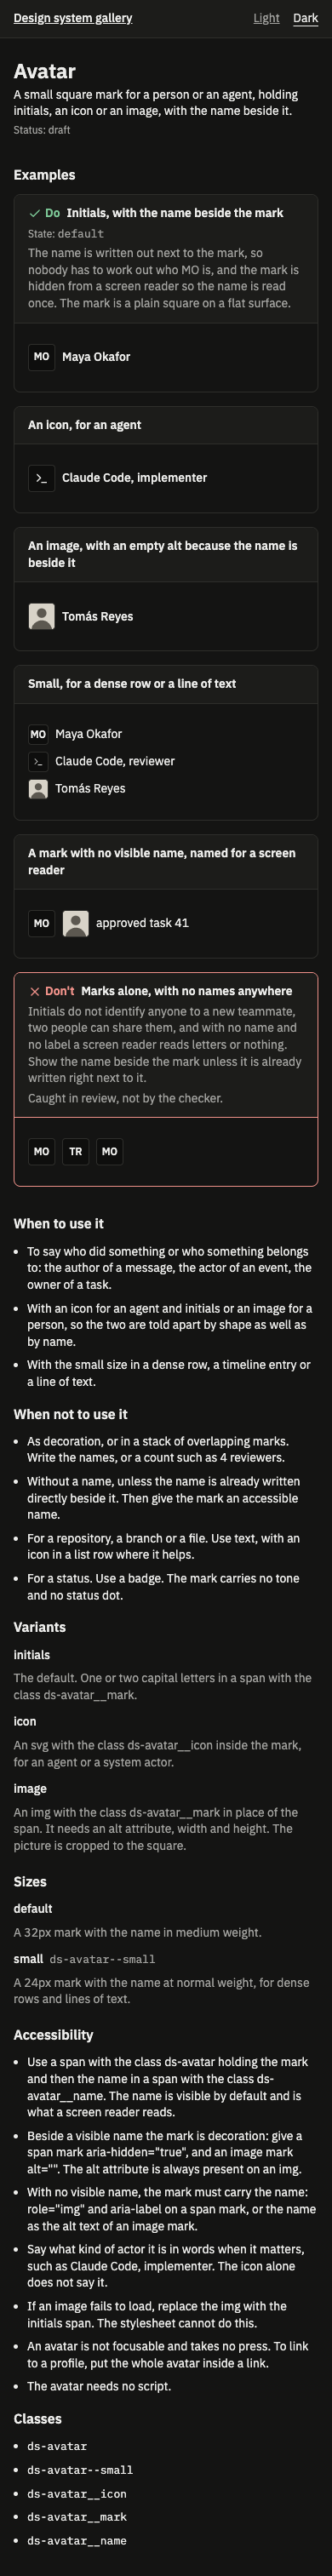 Design system gallery
Light
Dark
Avatar
A small square mark for a person or an agent, holding
initials, an icon or an image, with the name beside it.
Status: draft
Examples
Do Initials, with the name beside the mark
State: default
The name is written out next to the mark, so
nobody has to work out who MO is, and the mark is
hidden from a screen reader so the name is read
once. The mark is a plain square on a flat surface.
MO Maya Okafor
An icon, for an agent
>_ Claude Code, implementer
An image, with an empty alt because the name is
beside it
Tomás Reyes
Small, for a dense row or a line of text
MO Maya Okafor
>_ Claude Code, reviewer
Tomás Reyes
A mark with no visible name, named for a screen
reader
MO approved task 41
Don't Marks alone, with no names anywhere
Initials do not identify anyone to a new teammate,
two people can share them, and with no name and
no label a screen reader reads letters or nothing.
Show the name beside the mark unless it is already
written right next to it.
Caught in review, not by the checker.
MO TR MO
When to use it
• To say who did something or who something belongs
to: the author of a message, the actor of an event, the
owner of a task.
• With an icon for an agent and initials or an image for a
person, so the two are told apart by shape as well as
by name.
• With the small size in a dense row, a timeline entry or
a line of text.
When not to use it
• As decoration, or in a stack of overlapping marks.
Write the names, or a count such as 4 reviewers.
• Without a name, unless the name is already written
directly beside it. Then give the mark an accessible
name.
• For a repository, a branch or a file. Use text, with an
icon in a list row where it helps.
• For a status. Use a badge. The mark carries no tone
and no status dot.
Variants
initials
The default. One or two capital letters in a span with the
class ds-avatar__mark.
icon
An svg with the class ds-avatar__icon inside the mark,
for an agent or a system actor.
image
An img with the class ds-avatar__mark in place of the
span. It needs an alt attribute, width and height. The
picture is cropped to the square.
Sizes
default
A 32px mark with the name in medium weight.
small ds-avatar--small
A 24px mark with the name at normal weight, for dense
rows and lines of text.
Accessibility
• Use a span with the class ds-avatar holding the mark
and then the name in a span with the class ds-
avatar__name. The name is visible by default and is
what a screen reader reads.
• Beside a visible name the mark is decoration: give a
span mark aria-hidden="true", and an image mark
alt="". The alt attribute is always present on an img.
• With no visible name, the mark must carry the name:
role="img" and aria-label on a span mark, or the name
as the alt text of an image mark.
• Say what kind of actor it is in words when it matters,
such as Claude Code, implementer. The icon alone
does not say it.
• If an image fails to load, replace the img with the
initials span. The stylesheet cannot do this.
• An avatar is not focusable and takes no press. To link
to a profile, put the whole avatar inside a link.
• The avatar needs no script.
Classes
• ds-avatar
• ds-avatar--small
• ds-avatar__icon
• ds-avatar__mark
• ds-avatar__name